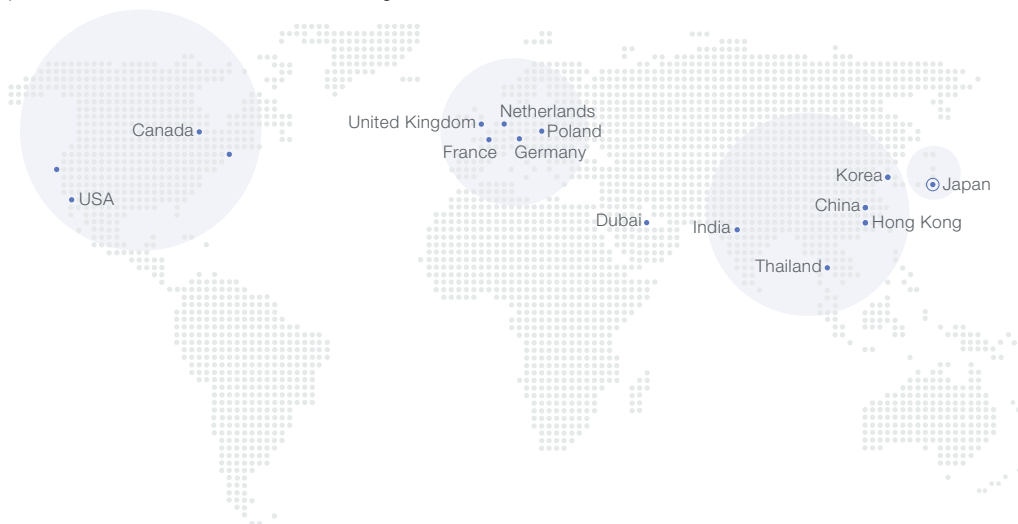 Netherlands
United Kingdom
Canada
Poland
France
Germany
Korea
Japan
USA
China
Dubai
India
Hong Kong
Thailand